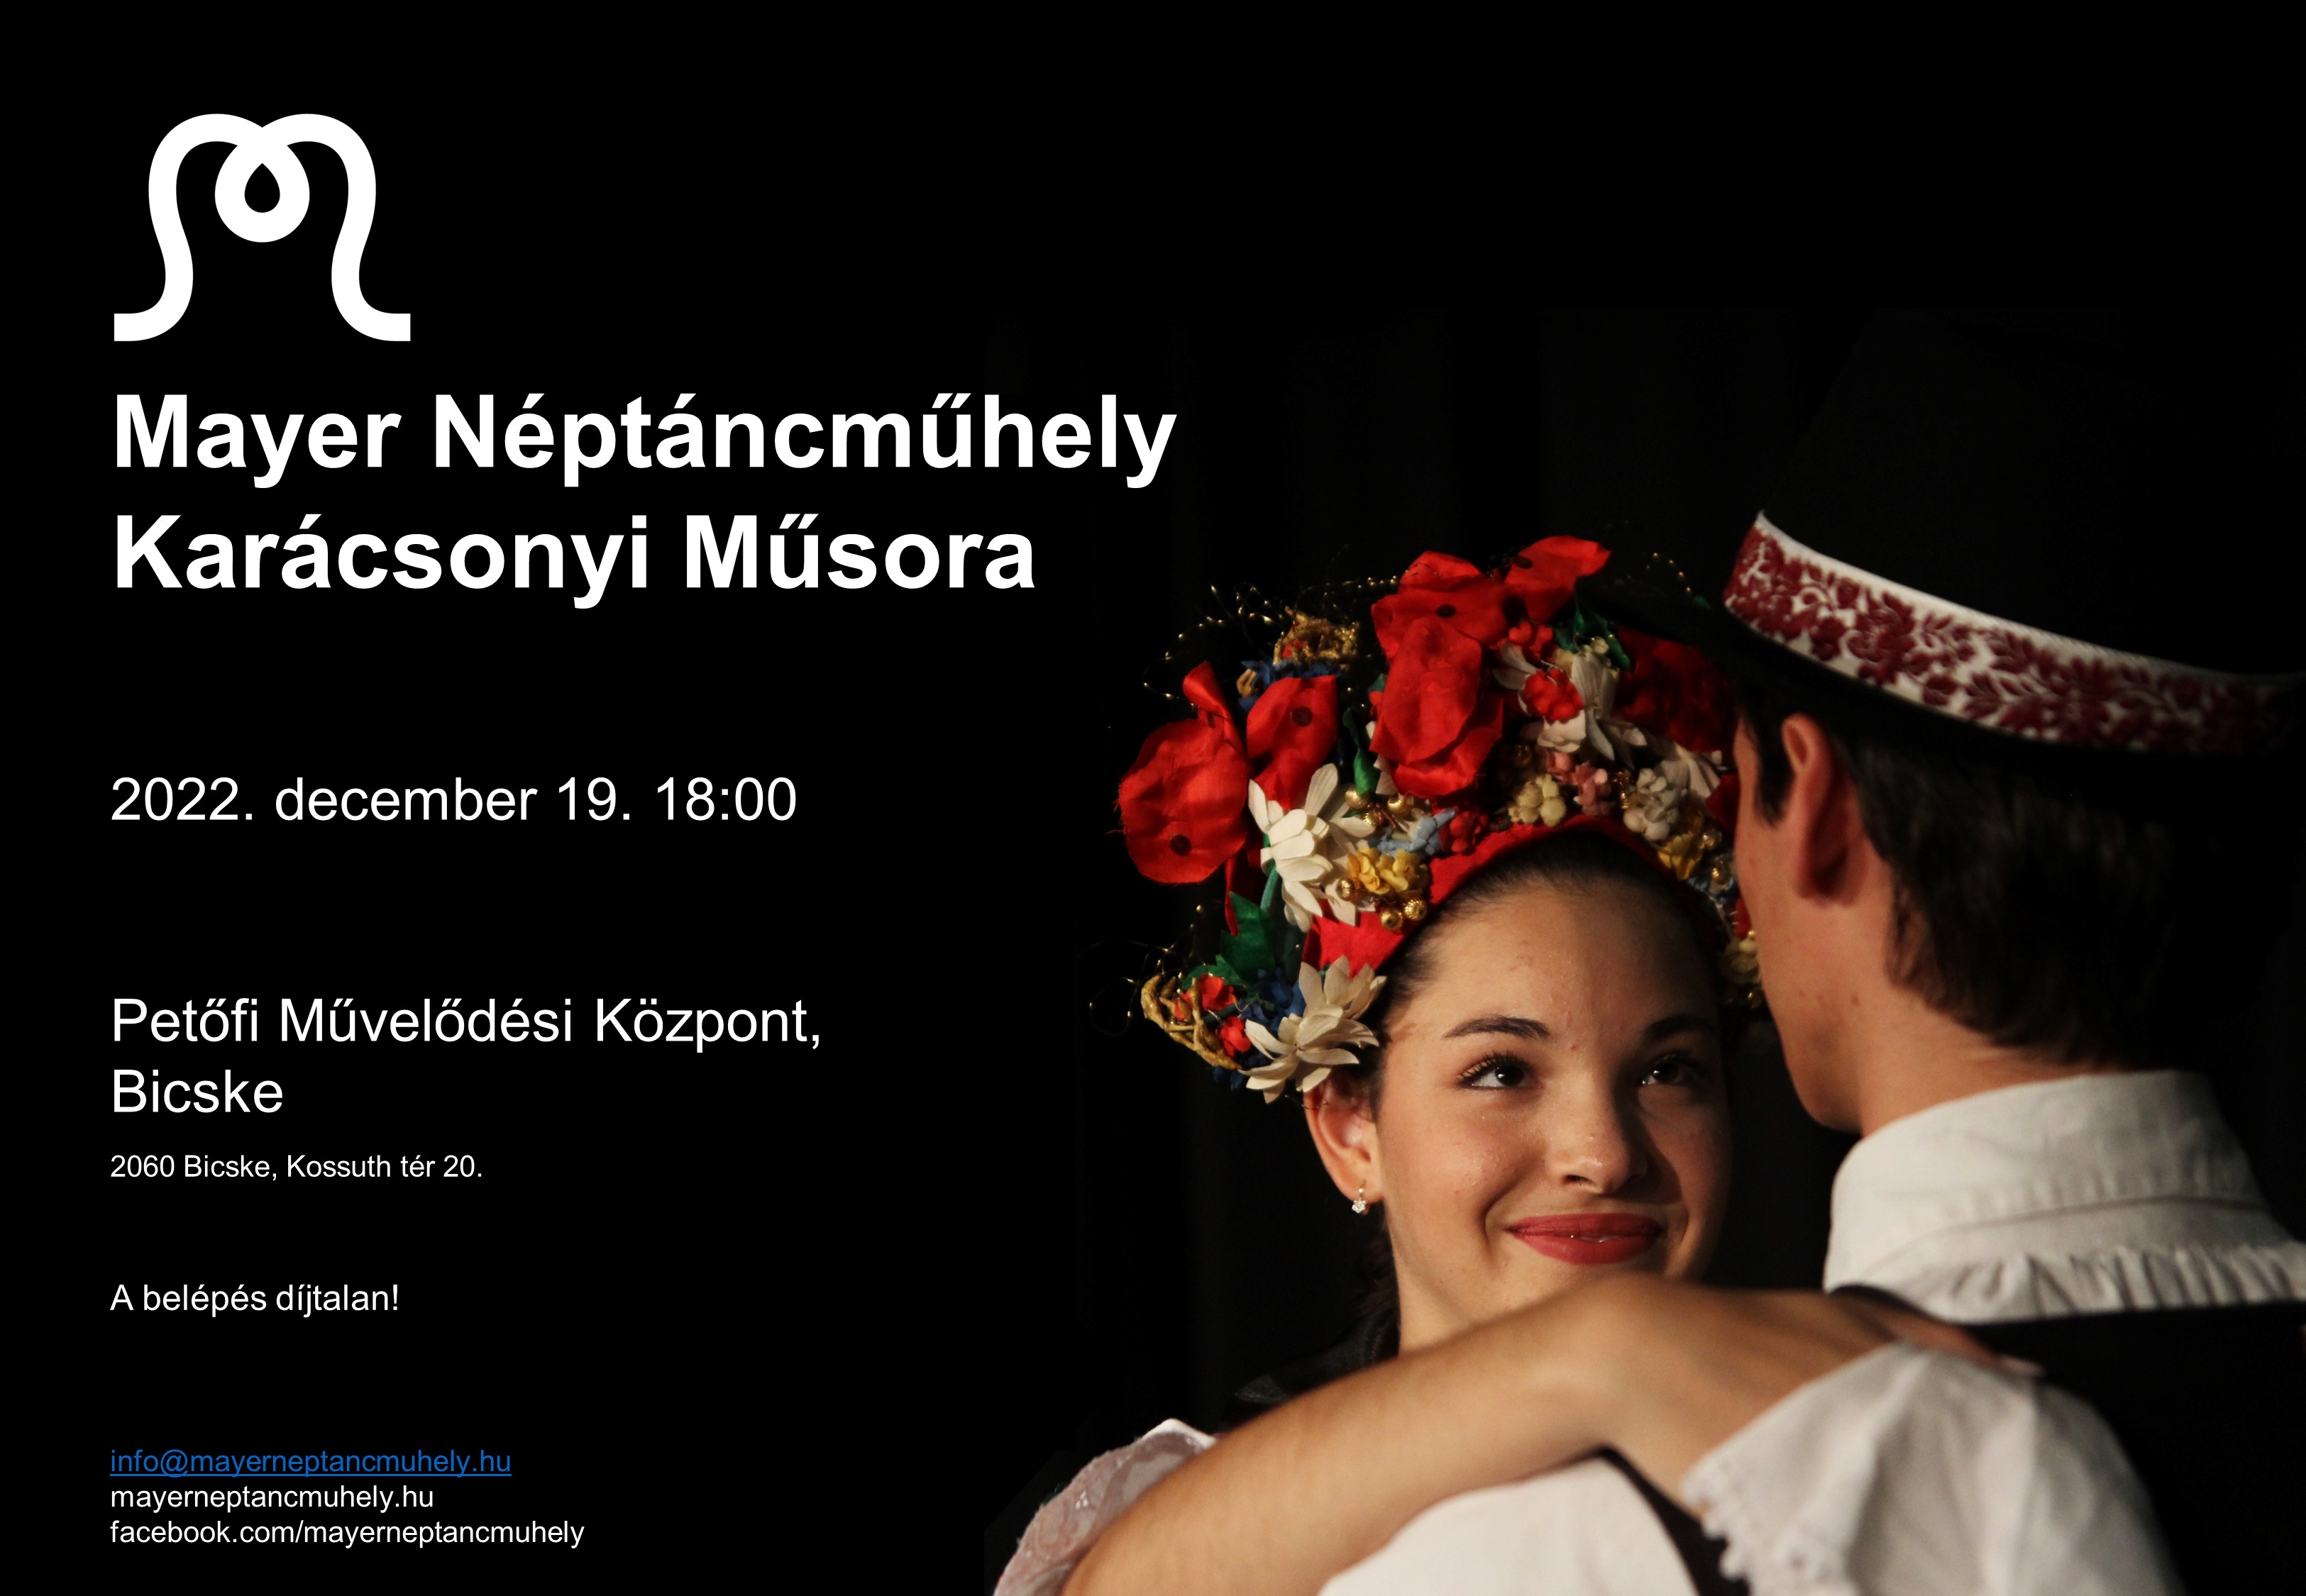 Mayer Néptáncműhely
Karácsonyi Műsora
2022. december 19. 18:00
Petőfi Művelődési Központ,
Bicske
2060 Bicske, Kossuth tér 20.
A belépés díjtalan!
info@mayerneptancmuhely.hu
mayerneptancmuhely.hu
facebook.com/mayerneptancmuhely